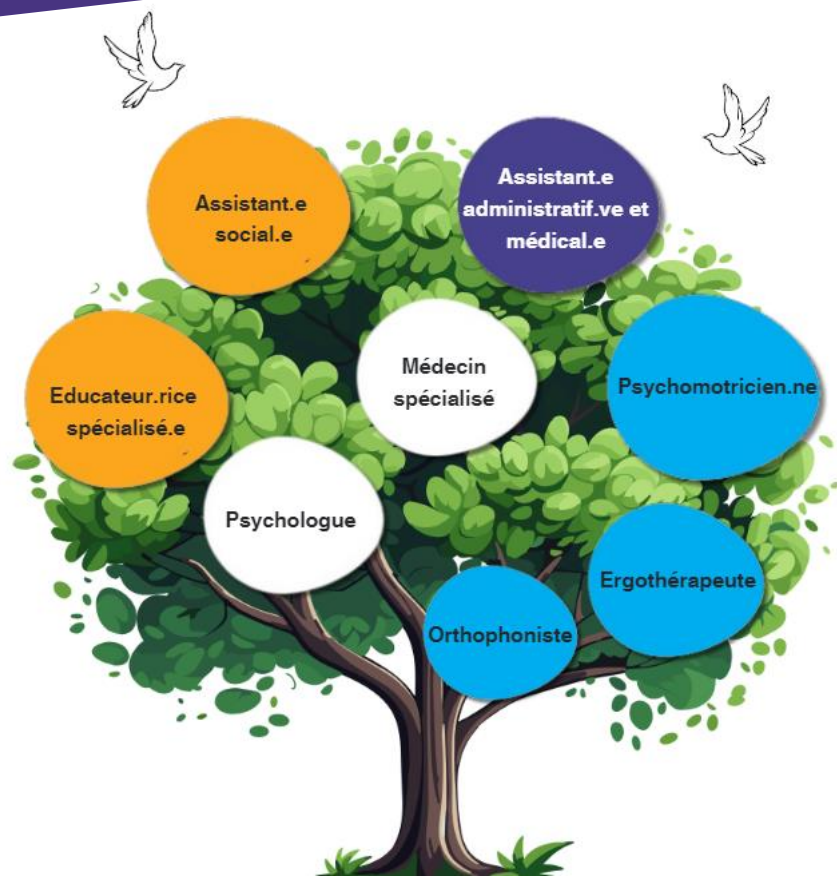 Assistant.e
social.e
Assistant.e
administratif.ve et
médical.e
Educateur.rice
spécialisé.e
Médecin
spécialisé
Psychomotricien.ne
Psychologue
Ergothérapeute
Orthophoniste